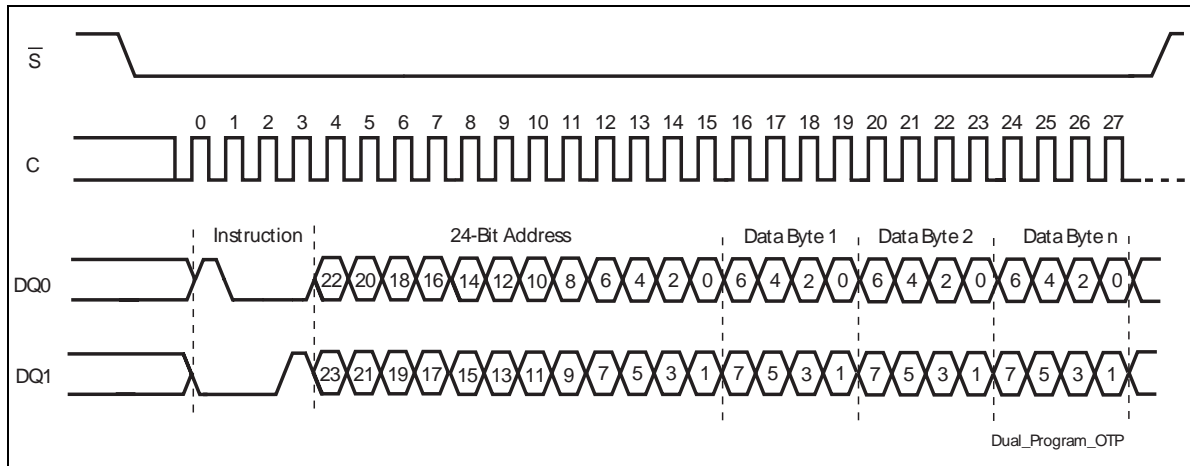 S
0 1 2 3 4 5 6 7 8 9 10 11 12 13 14 15 16 17 18 19 20 21 22 23 24 25 26 27
C
Instruction 24-Bit Address Data Byte 1 Data Byte 2 Data Byte n
DQ0 22 20 18 16 14 12 10 8 6 4 2 0 6 4 2 0 6 4 2 0 6 4 2 0
DQ1 23 21 19 17 15 13 11 9 7 5 3 1 7 5 3 1 7 5 3 1 7 5 3 1
Dual_Program_OTP